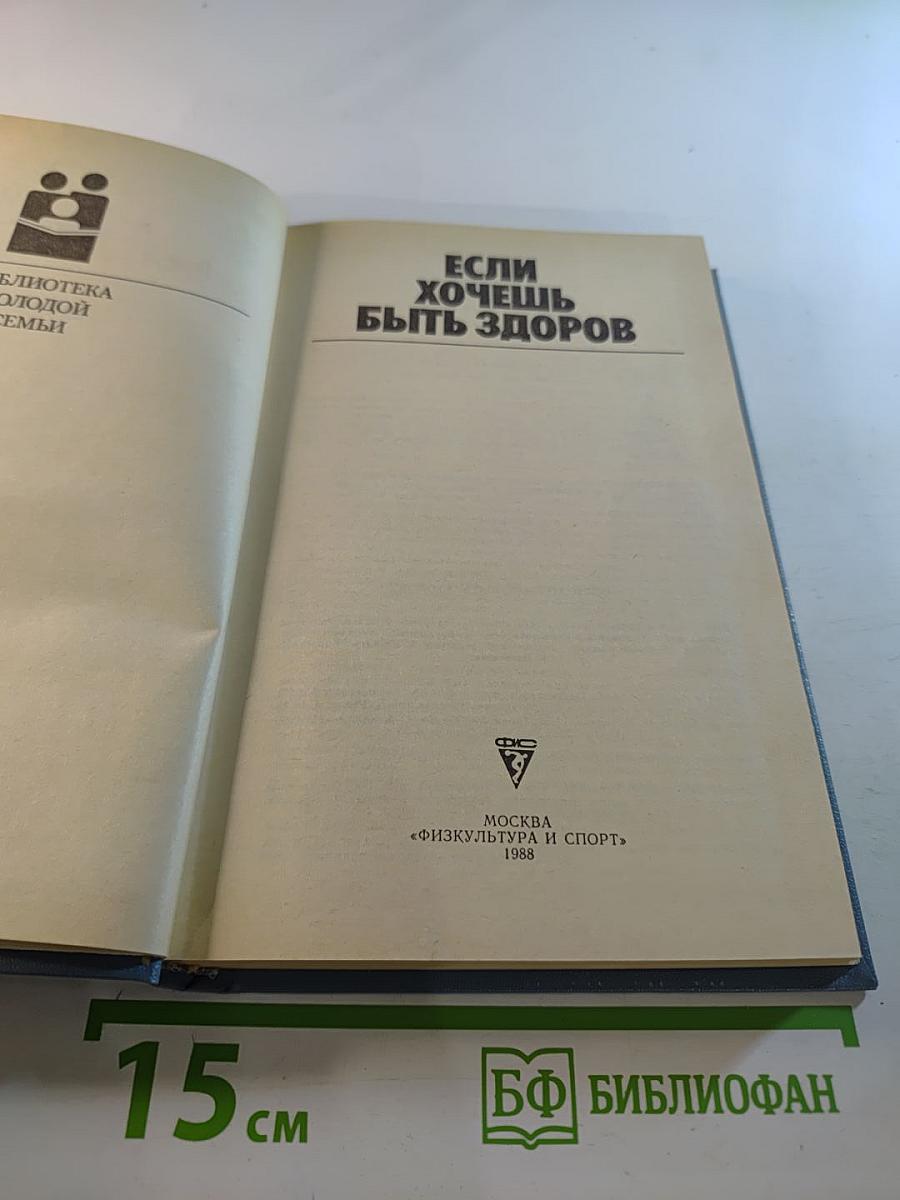 БЛИОТЕКА
ОЛОДОЙ
СЕМЬИ
ЕСЛИ
ХОЧЕШЬ
БЫТЬ ЗДОРОВ
ФИС
МОСКВА
«ФИЗКУЛЬТУРА И СПОРТ»
1988
15 см
БФ БИБЛИОФАН